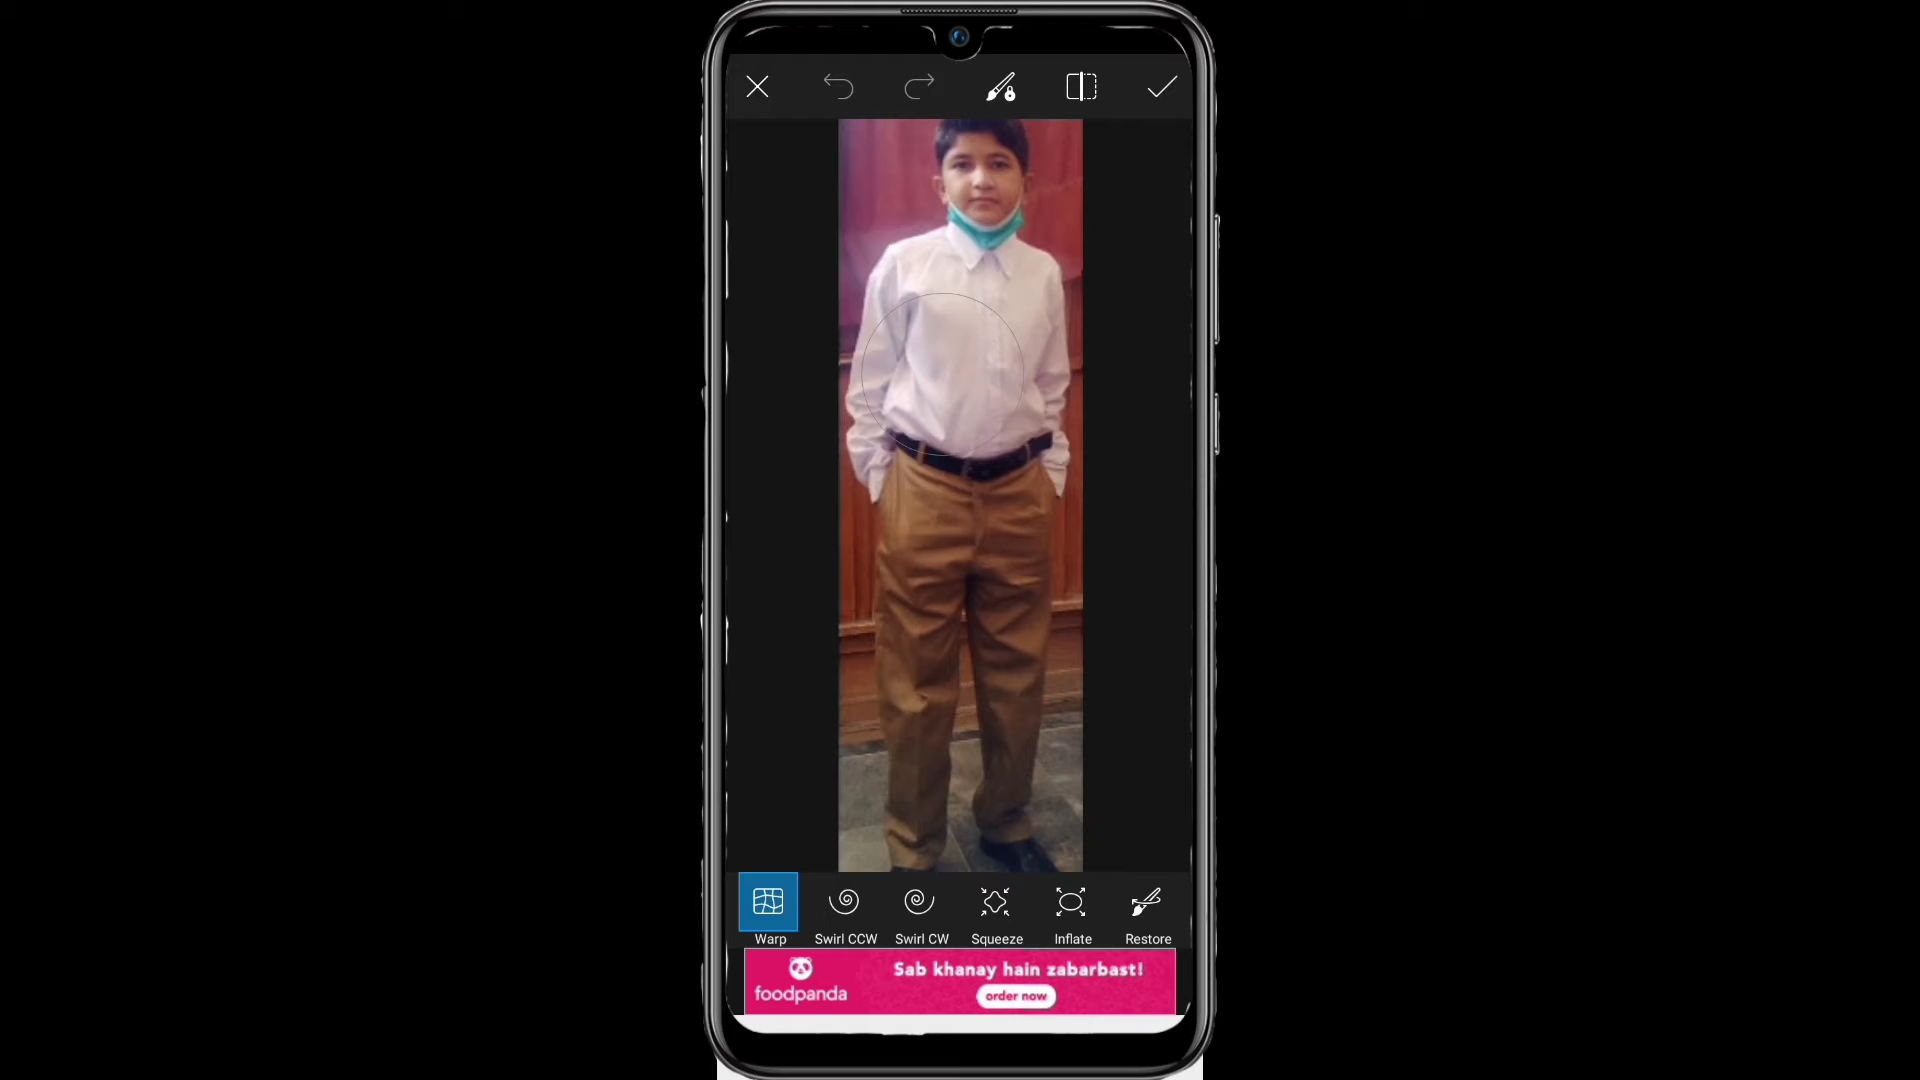 Warp
Swirl CCW
Swirl CW
Squeeze
Inflate
Restore
foodpanda
Sab khanay hain zabarbast!
order now